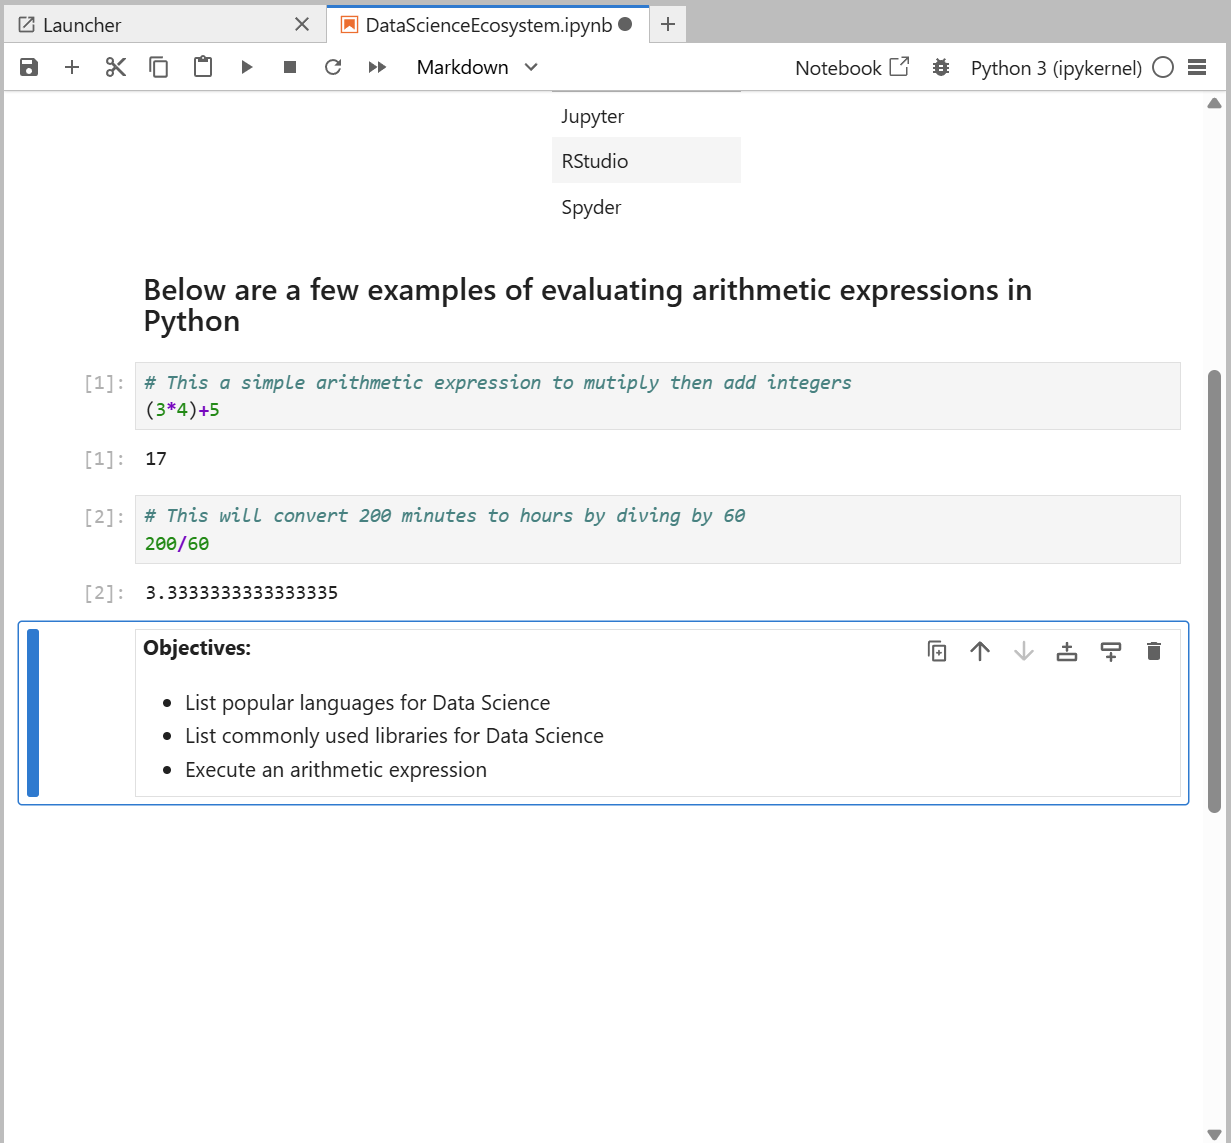 Launcher
DataScienceEcosystem.ipynb
Markdown
Notebook
Python 3 (ipykernel)
Jupyter
RStudio
Spyder
Below are a few examples of evaluating arithmetic expressions in
Python
[1]: # This a simple arithmetic expression to mutiply then add integers
(3*4)+5
[1]: 17
[2]: # This will convert 200 minutes to hours by diving by 60
200/60
[2]: 3.3333333333333335
Objectives:
• List popular languages for Data Science
• List commonly used libraries for Data Science
• Execute an arithmetic expression